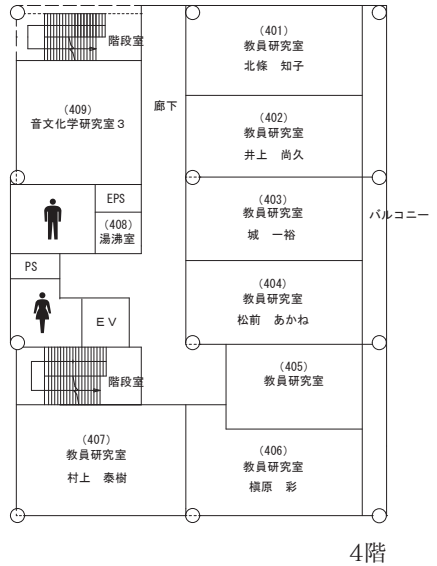 階段室
(401)
教員研究室
北條 知子
(409)
音文化学研究室3
廊下
(402)
教員研究室
井上 尚久
EPS
(408)
湯沸室
(403)
教員研究室
城 一裕
バルコニー
PS
(404)
教員研究室
松前 あかね
EV
階段室
(405)
教員研究室
(407)
教員研究室
村上 泰樹
(406)
教員研究室
槇原 彩
4階